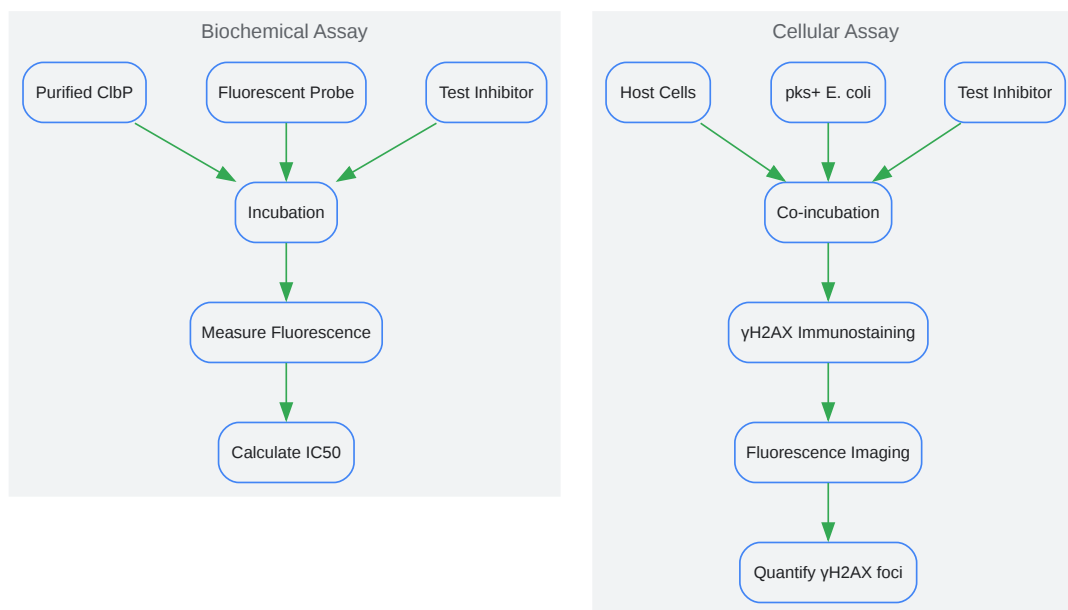 Biochemical Assay
Purified ClbP
Fluorescent Probe
Test Inhibitor
Incubation
Measure Fluorescence
Calculate IC50
Cellular Assay
Host Cells
pks+ E. coli
Test Inhibitor
Co-incubation
γH2AX Immunostaining
Fluorescence Imaging
Quantify γH2AX foci